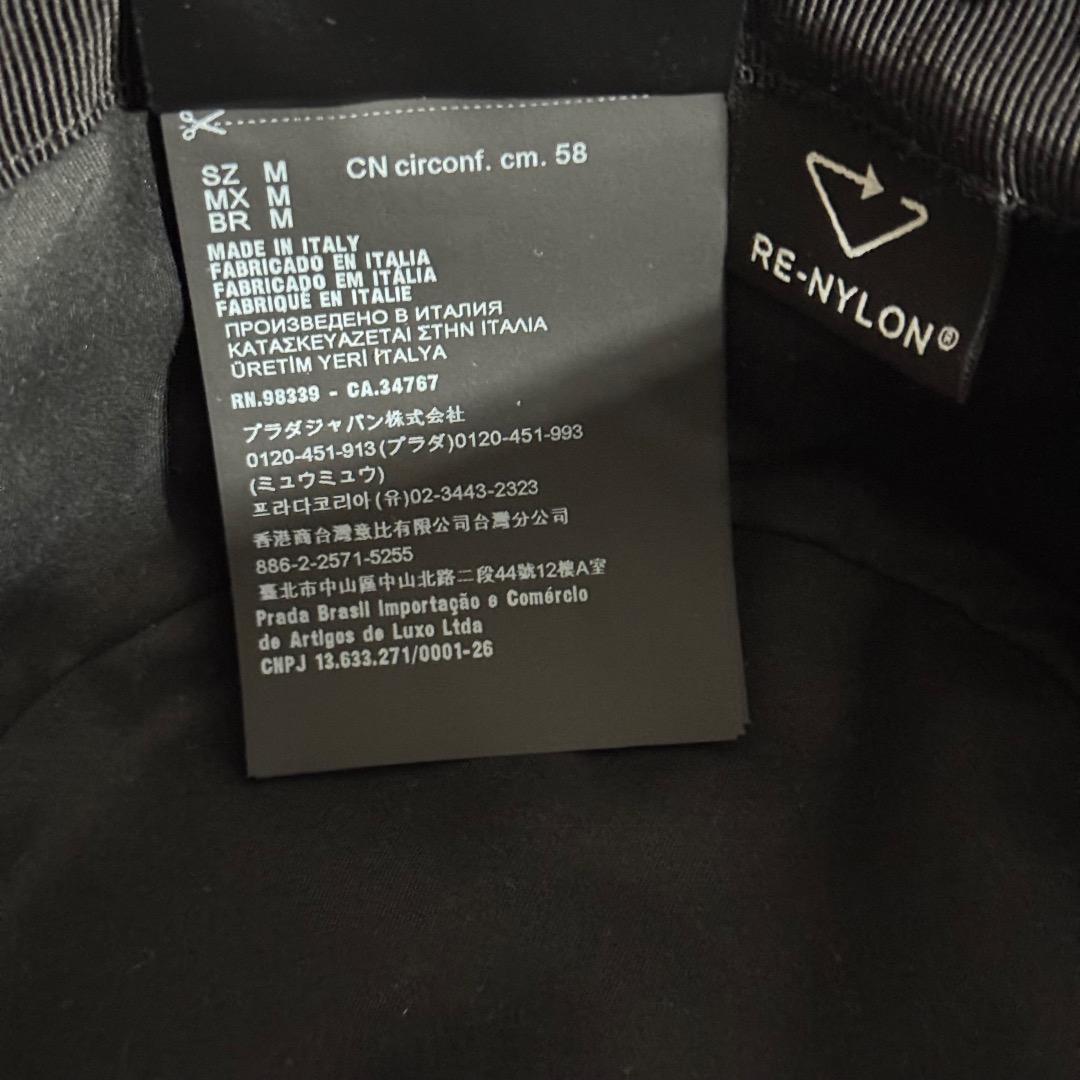 SZ M CN circonf. cm. 58
MX M
BR M
MADE IN ITALY
FABRICADO EN ITALIA
FABRICADO EM ITÁLIA
FABRIQUÉ EN ITALIE
ПРОИЗВЕДЕНО В ИТАЛИЯ
ΚΑΤΑΣΚΕΥΑΖΕΤΑΙ ΣΤΗΝ ΙΤΑΛΙΑ
ÜRETİM YERİ İTALYA
RN.98339 - CA.34767
プラダジャパン株式会社
0120-451-913(プラダ)0120-451-993
(ミュウミュウ)
프라다코리아(유)02-3443-2323
香港商台灣意比有限公司台灣分公司
886-2-2571-5255
臺北市中山區中山北路二段44號12樓A室
Prada Brasil Importação e Comércio
de Artigos de Luxo Ltda
CNPJ 13.633.271/0001-26
RE-NYLON®